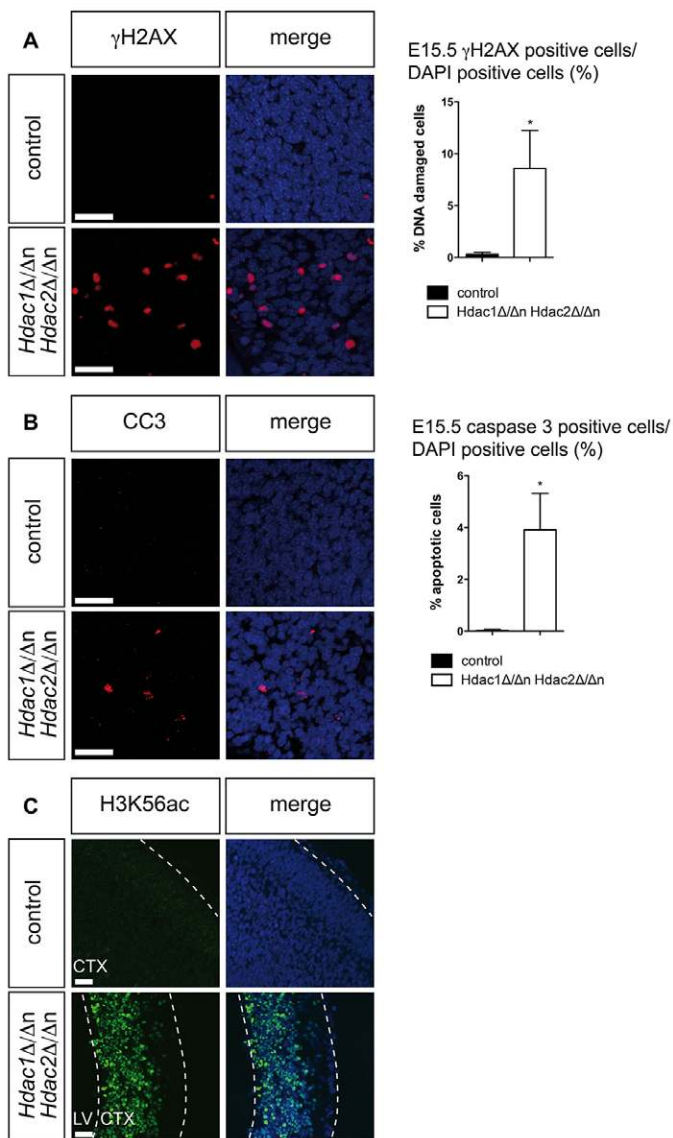 A
γH2AX
merge
control
Hdac1Δ/Δn
Hdac2Δ/Δn
E15.5 γH2AX positive cells/
DAPI positive cells (%)
% DNA damaged cells
15
10
5
0
*
control
Hdac1Δ/Δn Hdac2Δ/Δn
B
CC3
merge
control
Hdac1Δ/Δn
Hdac2Δ/Δn
E15.5 caspase 3 positive cells/
DAPI positive cells (%)
% apoptotic cells
6
4
2
0
*
control
Hdac1Δ/Δn Hdac2Δ/Δn
C
H3K56ac
merge
control
CTX
Hdac1Δ/Δn
Hdac2Δ/Δn
LV CTX